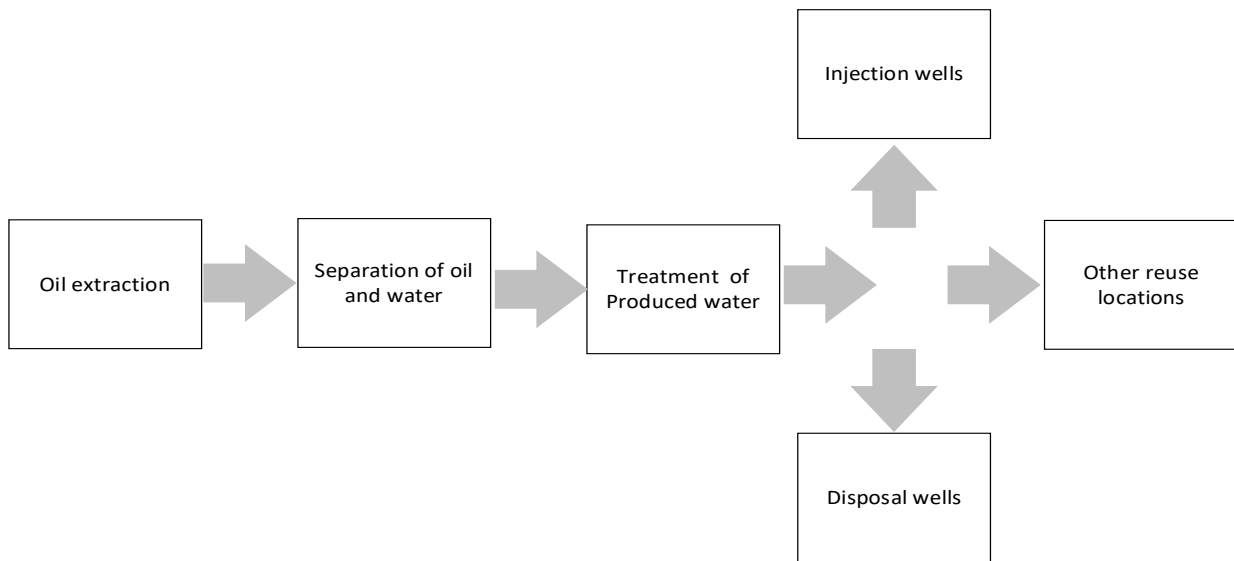 Injection wells
Oil extraction
Separation of oil
and water
Treatment of
Produced water
Other reuse
locations
Disposal wells